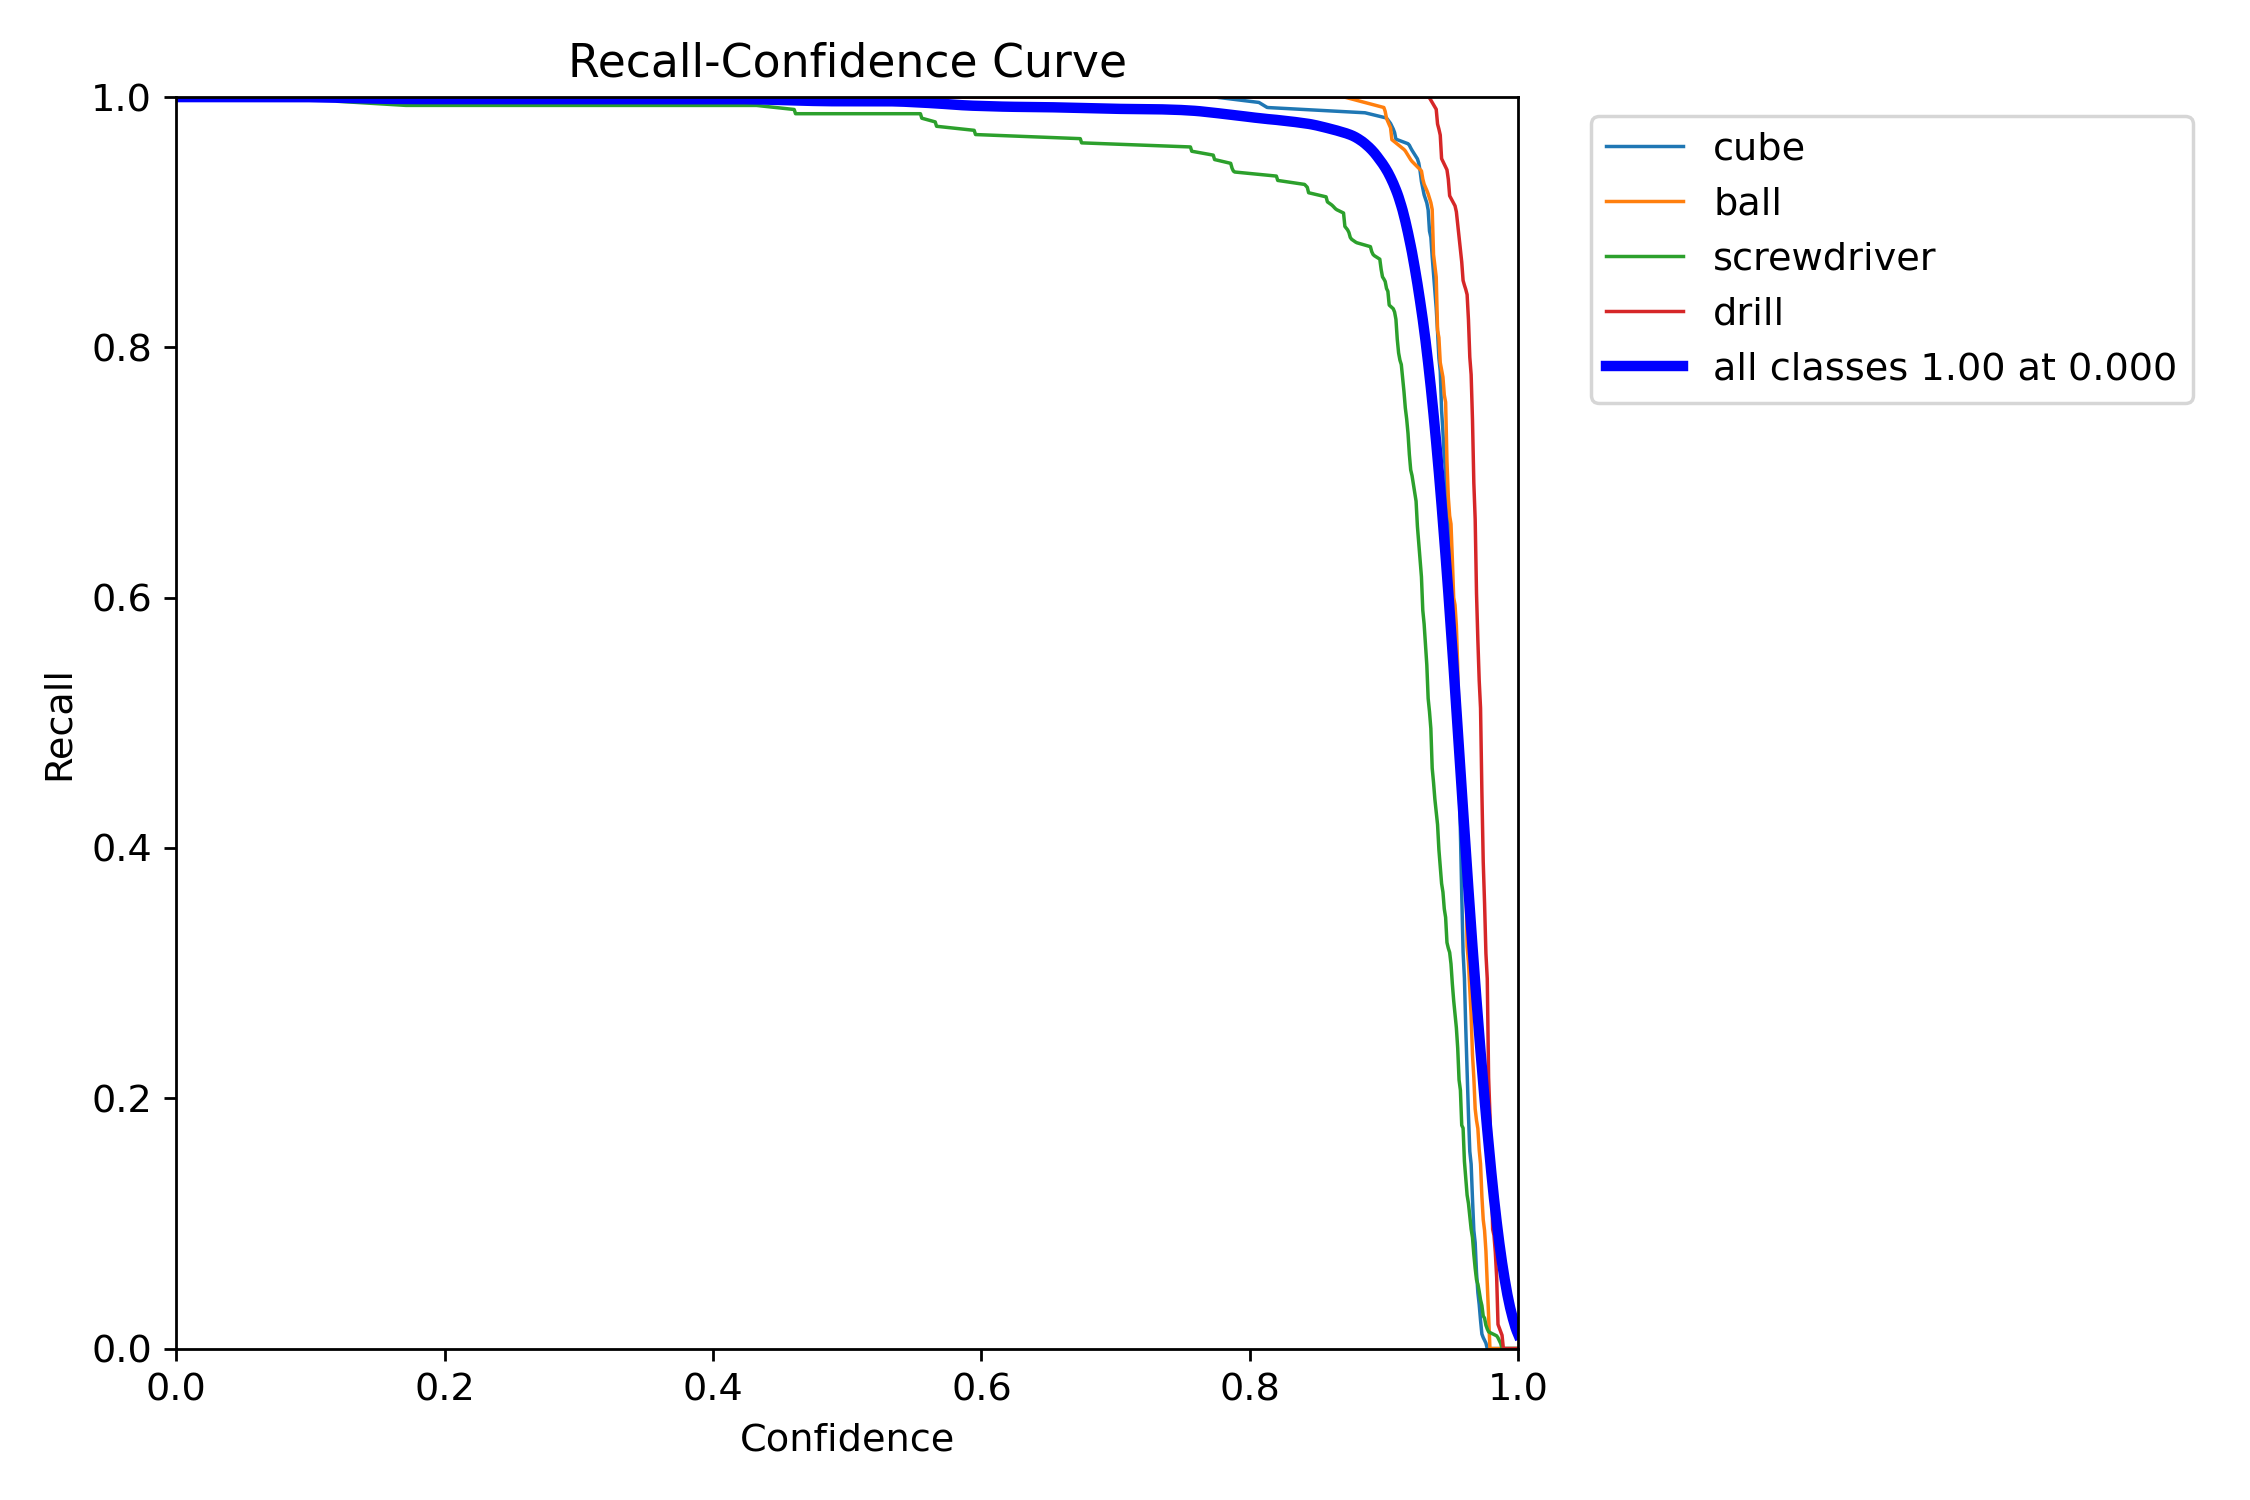 Recall-Confidence Curve
1.0
0.8
0.6
0.4
0.2
0.0
Recall
0.0 0.2 0.4 0.6 0.8 1.0
Confidence
cube
ball
screwdriver
drill
all classes 1.00 at 0.000